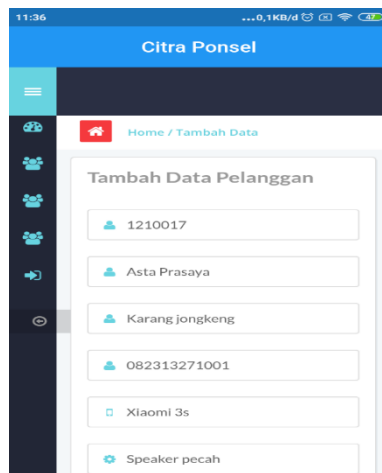 11:36
...0,1KB/d
47
Citra Ponsel
Home / Tambah Data
Tambah Data Pelanggan
1210017
Asta Prasaya
Karang jongkeng
082313271001
Xiaomi 3s
Speaker pecah